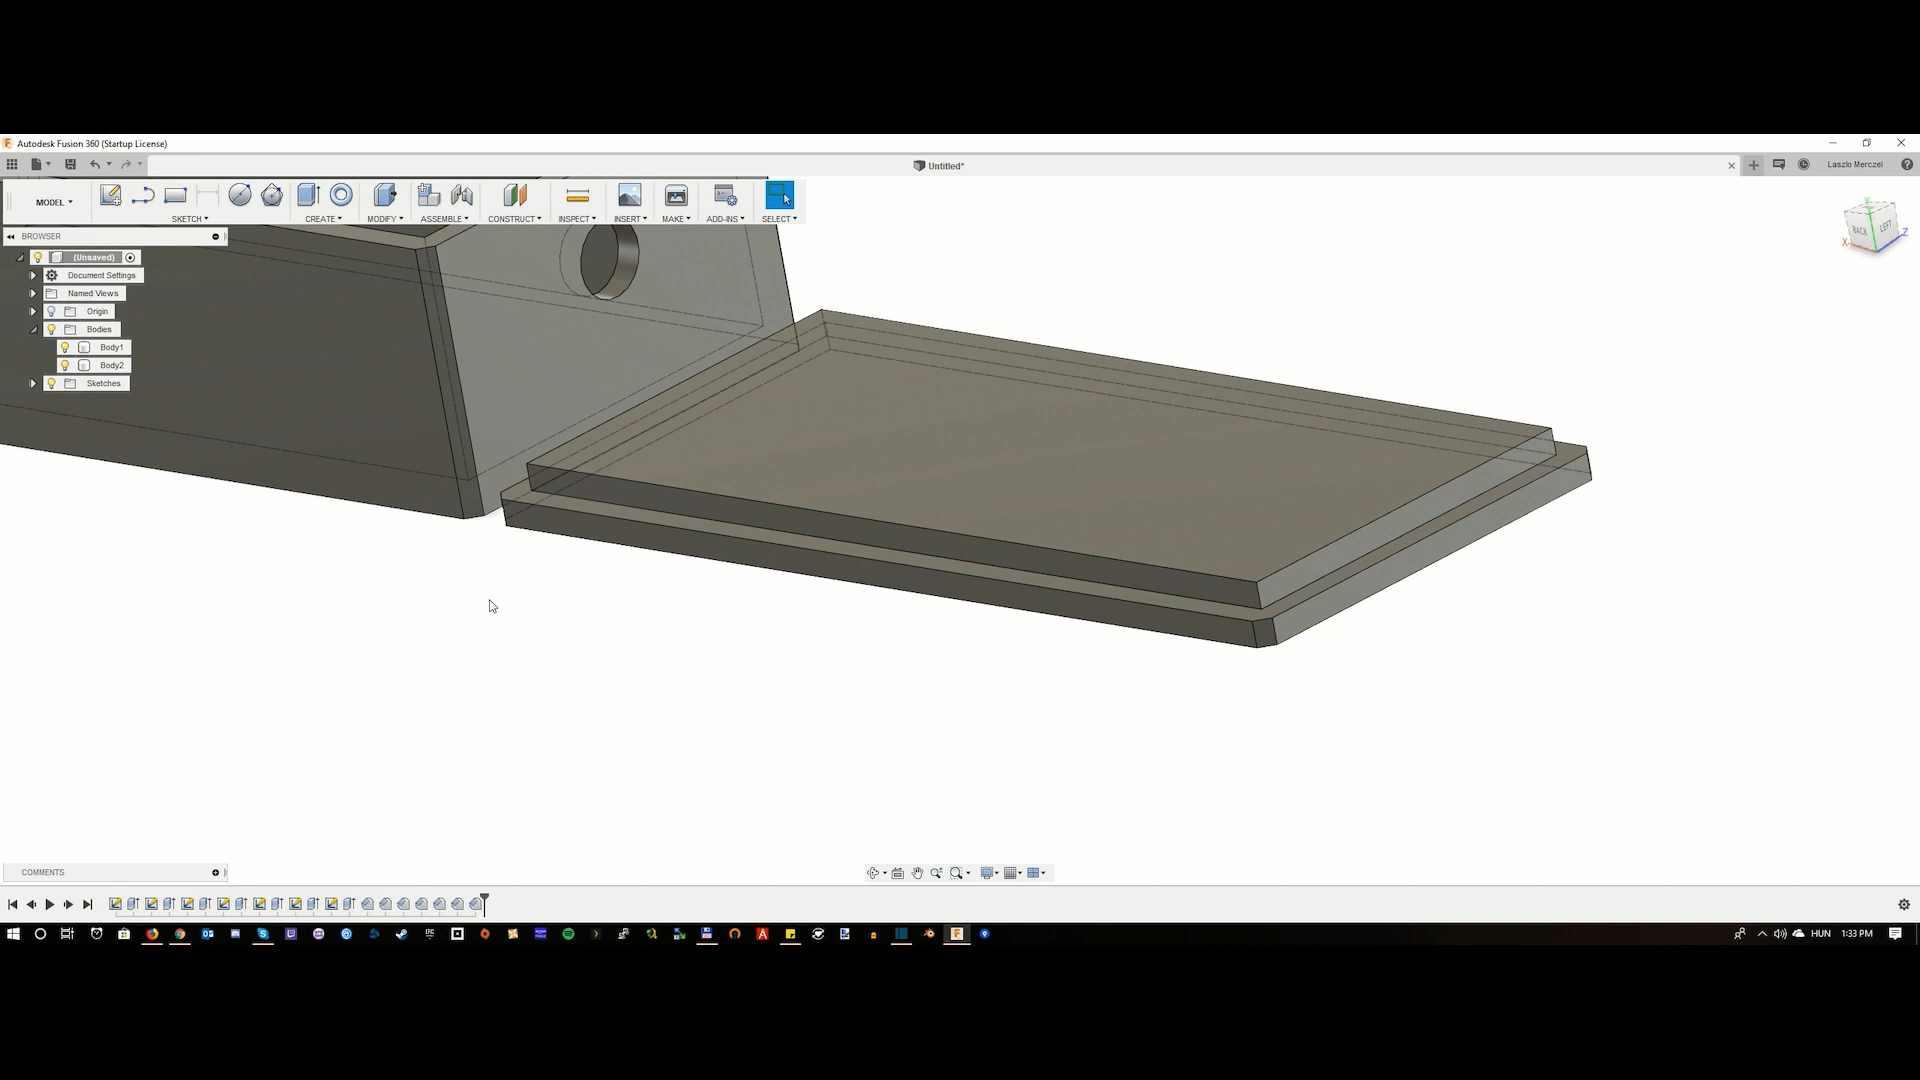 Autodesk Fusion 360 (Startup License)
Untitled*
Laszlo Merczel
MODEL
SKETCH
CREATE
MODIFY
ASSEMBLE
CONSTRUCT
INSPECT
INSERT
MAKE
ADD-INS
SELECT
BROWSER
(Unsaved)
Document Settings
Named Views
Origin
Bodies
Body1
Body2
Sketches
Y
BACK
LEFT
X
Z
COMMENTS
HUN
1:33 PM